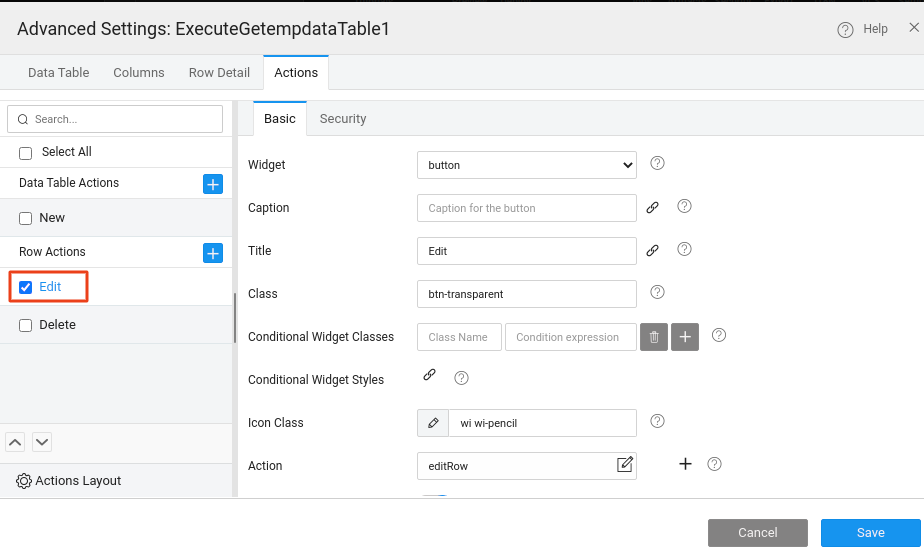 Advanced Settings: ExecuteGetempdataTable1
Help
Data Table Columns Row Detail Actions
Search...
Select All
Data Table Actions
New
Row Actions
Edit
Delete
Actions Layout
Basic Security
Widget button
Caption Caption for the button
Title Edit
Class btn-transparent
Conditional Widget Classes Class Name Condition expression
Conditional Widget Styles
Icon Class wi wi-pencil
Action editRow
Cancel Save